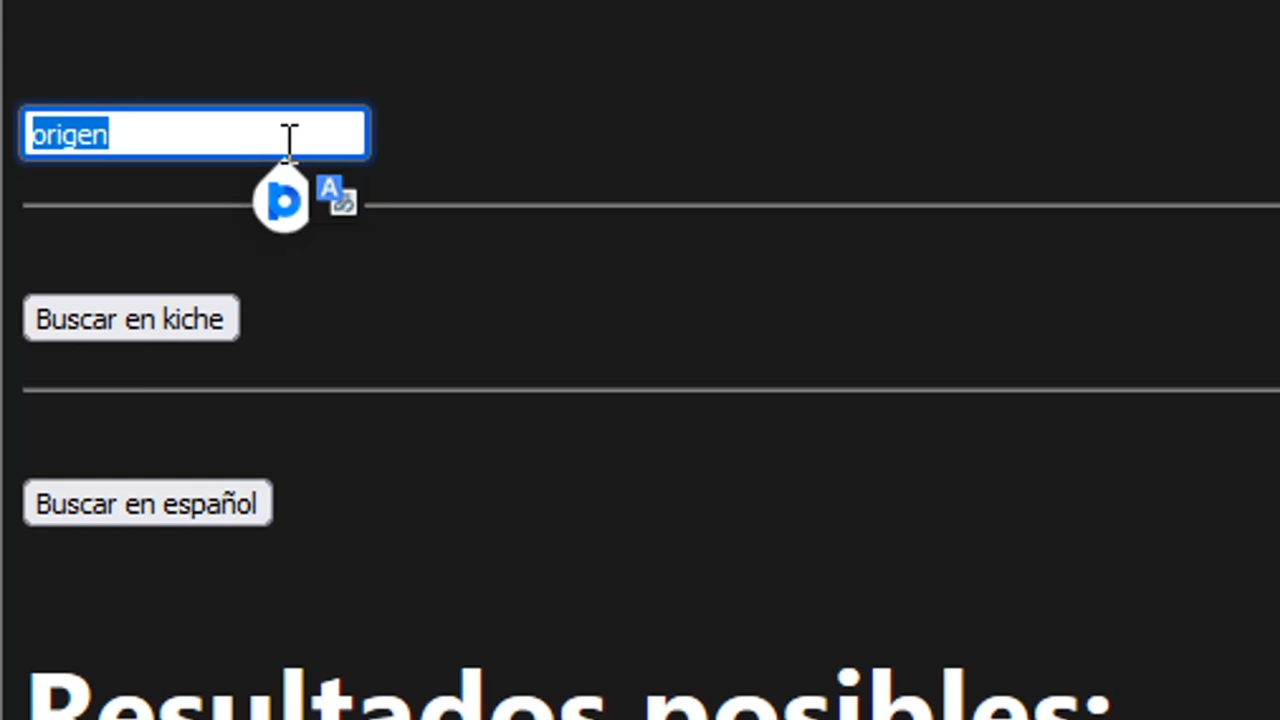 origen
Buscar en kiche
Buscar en español
Resultados posibles: